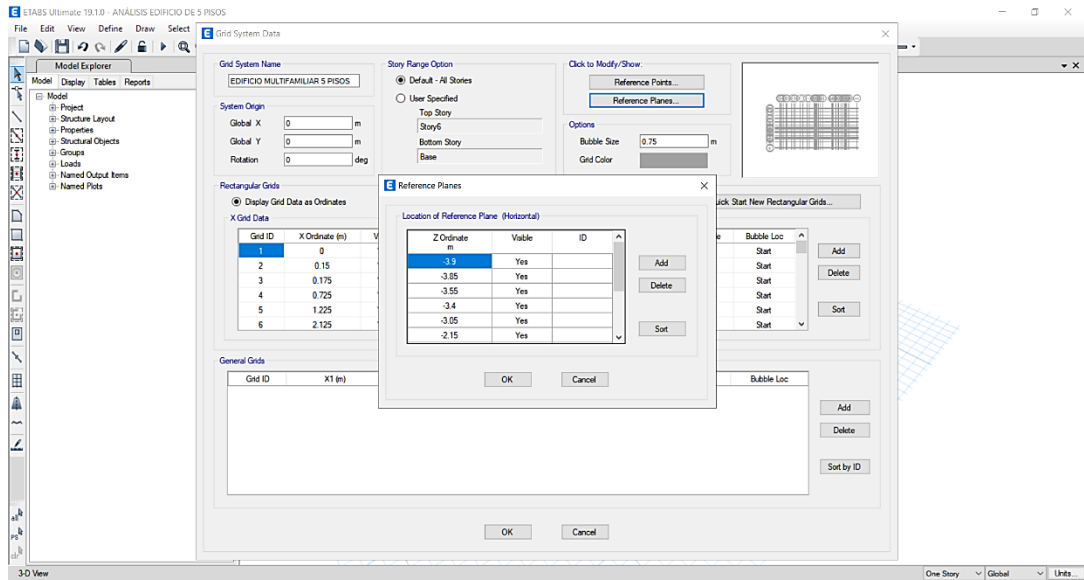 ETABS Ultimate 19.1.0 - ANÁLISIS EDIFICIO DE 5 PISOS
File Edit View Define Draw Select
Model Explorer
Model Display Tables Reports
Model
Project
Structure Layout
Properties
Structural Objects
Groups
Loads
Named Output Items
Named Plots
Grid System Data
Grid System Name
EDIFICIO MULTIFAMILIAR 5 PISOS
System Origin
Global X 0 m
Global Y 0 m
Rotation 0 deg
Story Range Option
Default - All Stories
User Specified
Top Story
Story6
Bottom Story
Base
Click to Modify/Show:
Reference Points...
Reference Planes...
Options
Bubble Size 0.75 m
Grid Color
Rectangular Grids
Display Grid Data as Ordinates
uick Start New Rectangular Grids...
X Grid Data
Grid ID X Ordinate (m) V
1 0
2 0.15
3 0.175
4 0.725
5 1.225
6 2.125
e Bubble Loc
Start
Start
Start
Start
Start
Start
Add
Delete
Sort
Reference Planes
Location of Reference Plane (Horizontal)
Z Ordinate m Visible ID
-3.9 Yes
-3.85 Yes
-3.55 Yes
-3.4 Yes
-3.05 Yes
-2.15 Yes
Add
Delete
Sort
OK Cancel
General Grids
Grid ID X1 (m) Bubble Loc
Add
Delete
Sort by ID
OK Cancel
all
PS
clr
3-D View One Story Global Units...